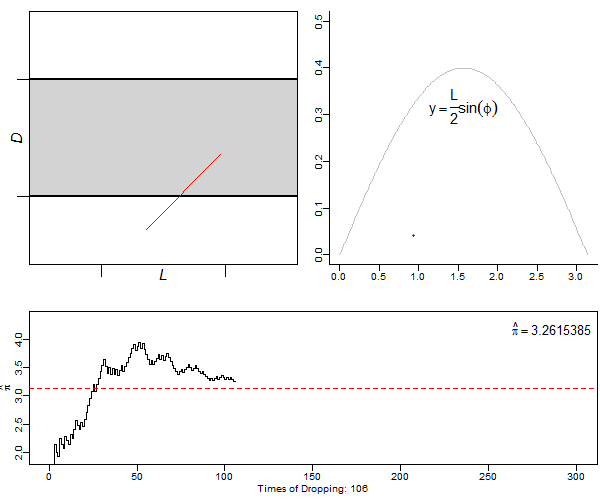 D
L
0.5
0.4
0.3
0.2
0.1
0.0
y = L/2 sin(ϕ)
0.0 0.5 1.0 1.5 2.0 2.5 3.0
π̂ = 3.2615385
4.0
3.5
3.0
2.5
2.0
π̂
0 50 100 150 200 250 300
Times of Dropping: 106